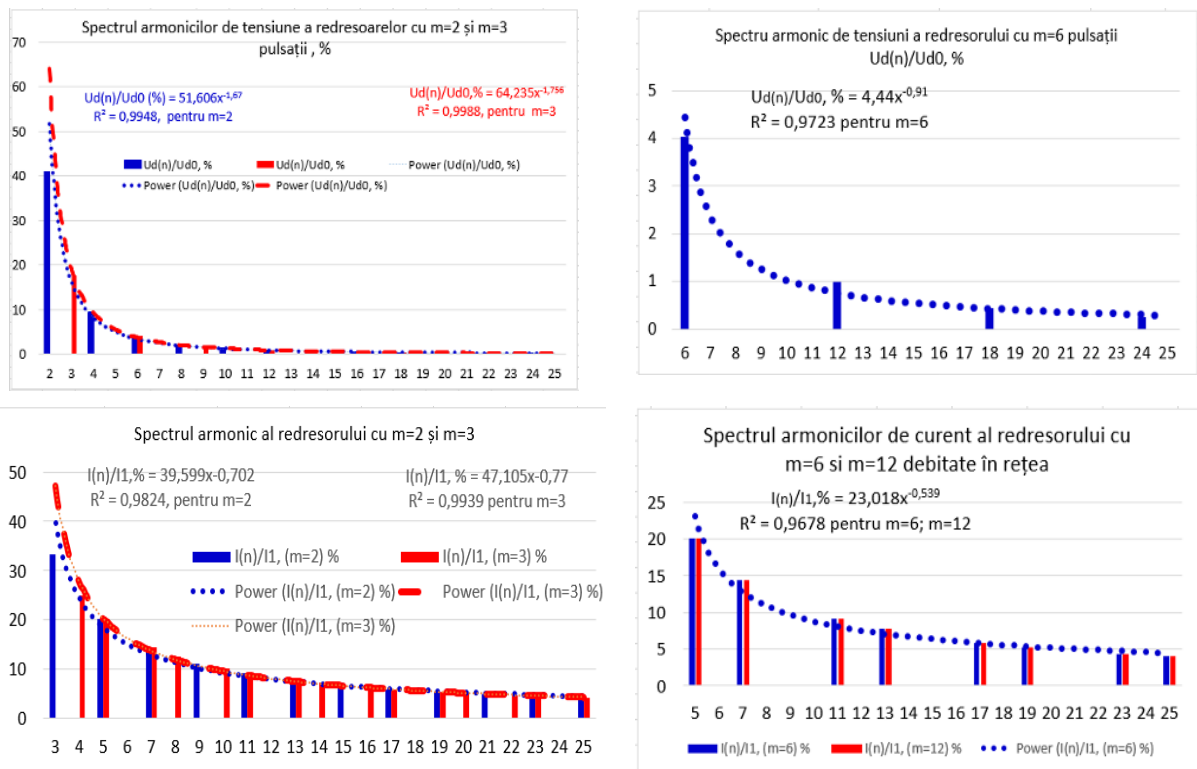 Spectrul armonicilor de tensiune a redresoarelor cu m=2 și m=3
pulsații , %
70
60
50
40
30
20
10
0
Ud(n)/Ud0 (%) = 51,606x-1,67
R² = 0,9948, pentru m=2
Ud(n)/Ud0,% = 64,235x-1,756
R² = 0,9988, pentru m=3
Ud(n)/Ud0, % Ud(n)/Ud0, % Power (Ud(n)/Ud0, %)
Power (Ud(n)/Ud0, %) Power (Ud(n)/Ud0, %)
2 3 4 5 6 7 8 9 10 11 12 13 14 15 16 17 18 19 20 21 22 23 24 25
Spectru armonic de tensiuni a redresorului cu m=6 pulsații
Ud(n)/Ud0, %
5
4
3
2
1
0
Ud(n)/Ud0, % = 4,44x-0,91
R² = 0,9723 pentru m=6
6 7 8 9 10 11 12 13 14 15 16 17 18 19 20 21 22 23 24 25
Spectrul armonic al redresorului cu m=2 și m=3
50
40
30
20
10
0
I(n)/I1,% = 39,599x-0,702
R² = 0,9824, pentru m=2
I(n)/I1, % = 47,105x-0,77
R² = 0,9939 pentru m=3
I(n)/I1, (m=2) % I(n)/I1, (m=3) %
Power (I(n)/I1, (m=2) %) Power (I(n)/I1, (m=3) %)
Power (I(n)/I1, (m=3) %)
3 4 5 6 7 8 9 10 11 12 13 14 15 16 17 18 19 20 21 22 23 24 25
Spectrul armonicilor de curent al redresorului cu
m=6 si m=12 debitate în rețea
25
20
15
10
5
0
I(n)/I1,% = 23,018x-0,539
R² = 0,9678 pentru m=6; m=12
5 6 7 8 9 10 11 12 13 14 15 16 17 18 19 20 21 22 23 24 25
I(n)/I1, (m=6) % I(n)/I1, (m=12) % Power (I(n)/I1, (m=6) %)